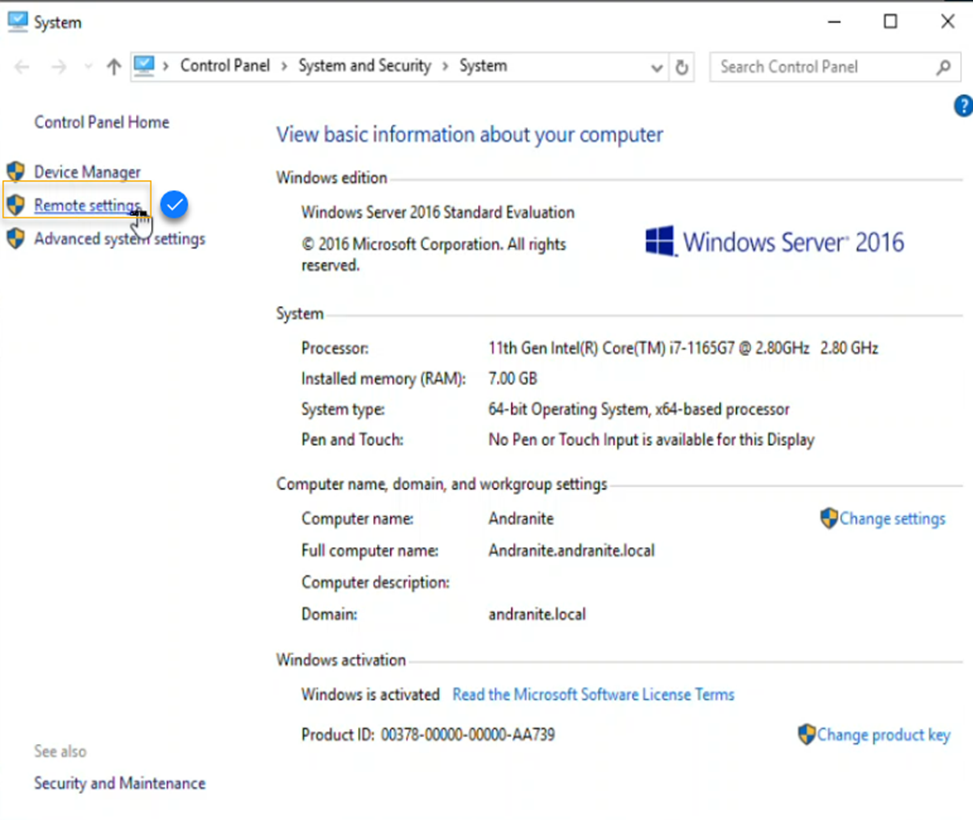 System
Control Panel > System and Security > System
Search Control Panel
?
Control Panel Home
Device Manager
Remote settings
Advanced system settings
View basic information about your computer
Windows edition
Windows Server 2016 Standard Evaluation
© 2016 Microsoft Corporation. All rights
reserved.
Windows Server® 2016
System
Processor: 11th Gen Intel(R) Core(TM) i7-1165G7 @ 2.80GHz 2.80 GHz
Installed memory (RAM): 7.00 GB
System type: 64-bit Operating System, x64-based processor
Pen and Touch: No Pen or Touch Input is available for this Display
Computer name, domain, and workgroup settings
Computer name: Andranite
Change settings
Full computer name: Andranite.andranite.local
Computer description:
Domain: andranite.local
Windows activation
Windows is activated Read the Microsoft Software License Terms
Product ID: 00378-00000-00000-AA739
Change product key
See also
Security and Maintenance